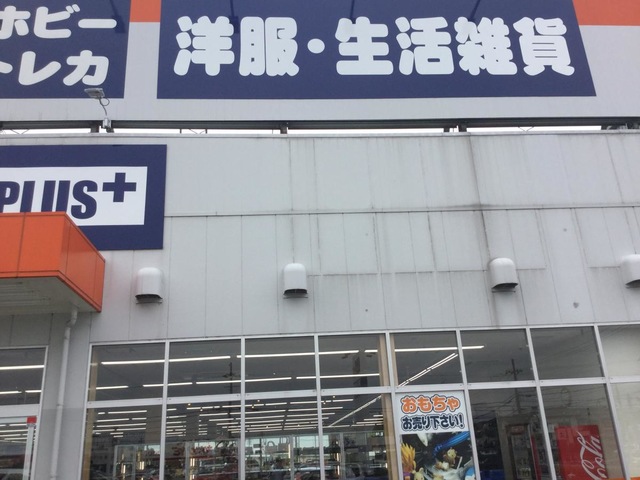 ホビー
トレカ
洋服・生活雑貨
PLUS+
おもちゃ
お売り下さい!
Coca